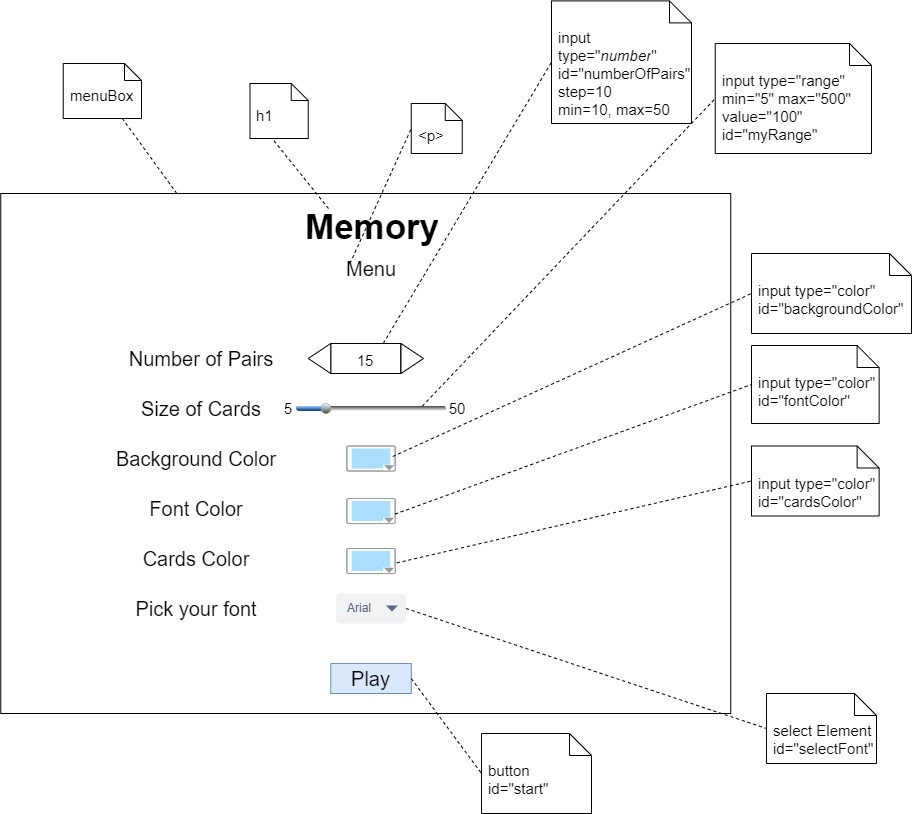 input
type="number"
id="numberOfPairs"
step=10
min=10, max=50
input type="range"
min="5" max="500"
value="100"
id="myRange"
menuBox
h1
<p>
Memory
Menu
input type="color"
id="backgroundColor"
Number of Pairs
15
input type="color"
id="fontColor"
Size of Cards
5
50
Background Color
input type="color"
id="cardsColor"
Font Color
Cards Color
Pick your font
Arial
Play
select Element
id="selectFont"
button
id="start"